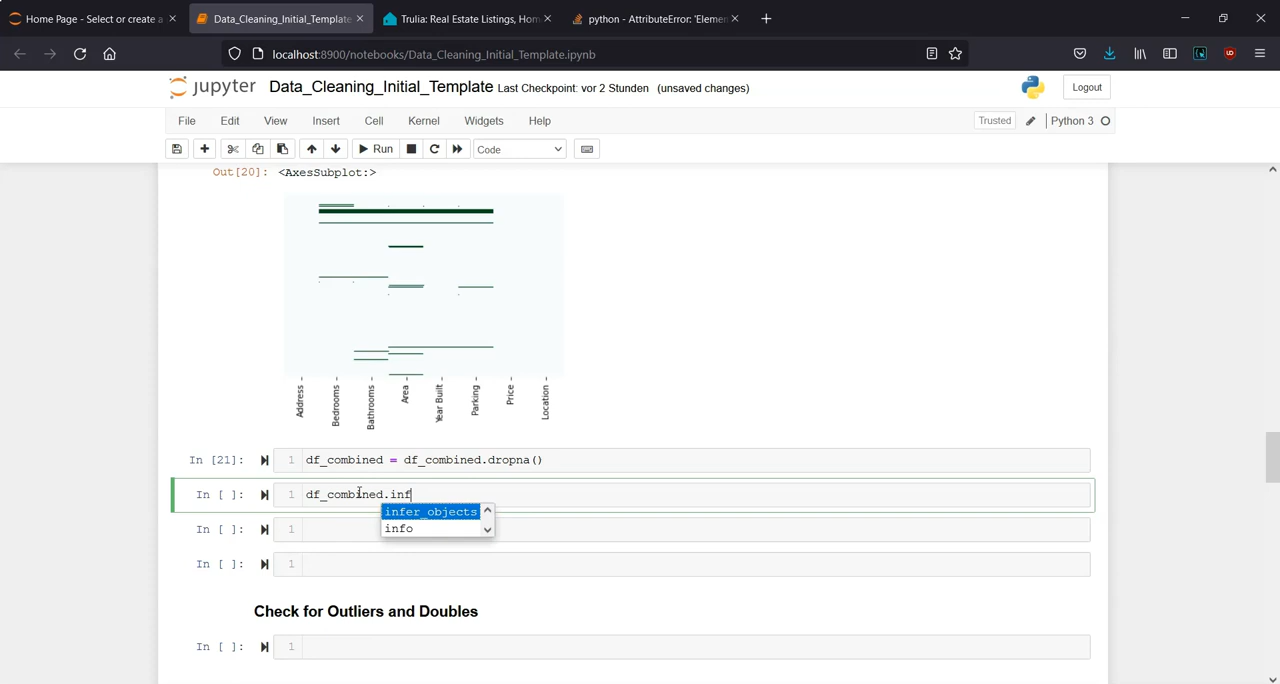 Home Page - Select or create a
Data_Cleaning_Initial_Template
Trulia: Real Estate Listings, Hom
python - AttributeError: 'Elemen
localhost:8900/notebooks/Data_Cleaning_Initial_Template.ipynb
jupyter Data_Cleaning_Initial_Template Last Checkpoint: vor 2 Stunden (unsaved changes)
Logout
File Edit View Insert Cell Kernel Widgets Help
Trusted Python 3
Run Code
Out[20]: <AxesSubplot:>
Address
Bedrooms
Bathrooms
Area
Year Built
Parking
Price
Location
In [21]: 1 df_combined = df_combined.dropna()
In [ ]: 1 df_combined.inf
infer_objects
info
In [ ]: 1
In [ ]: 1
Check for Outliers and Doubles
In [ ]: 1